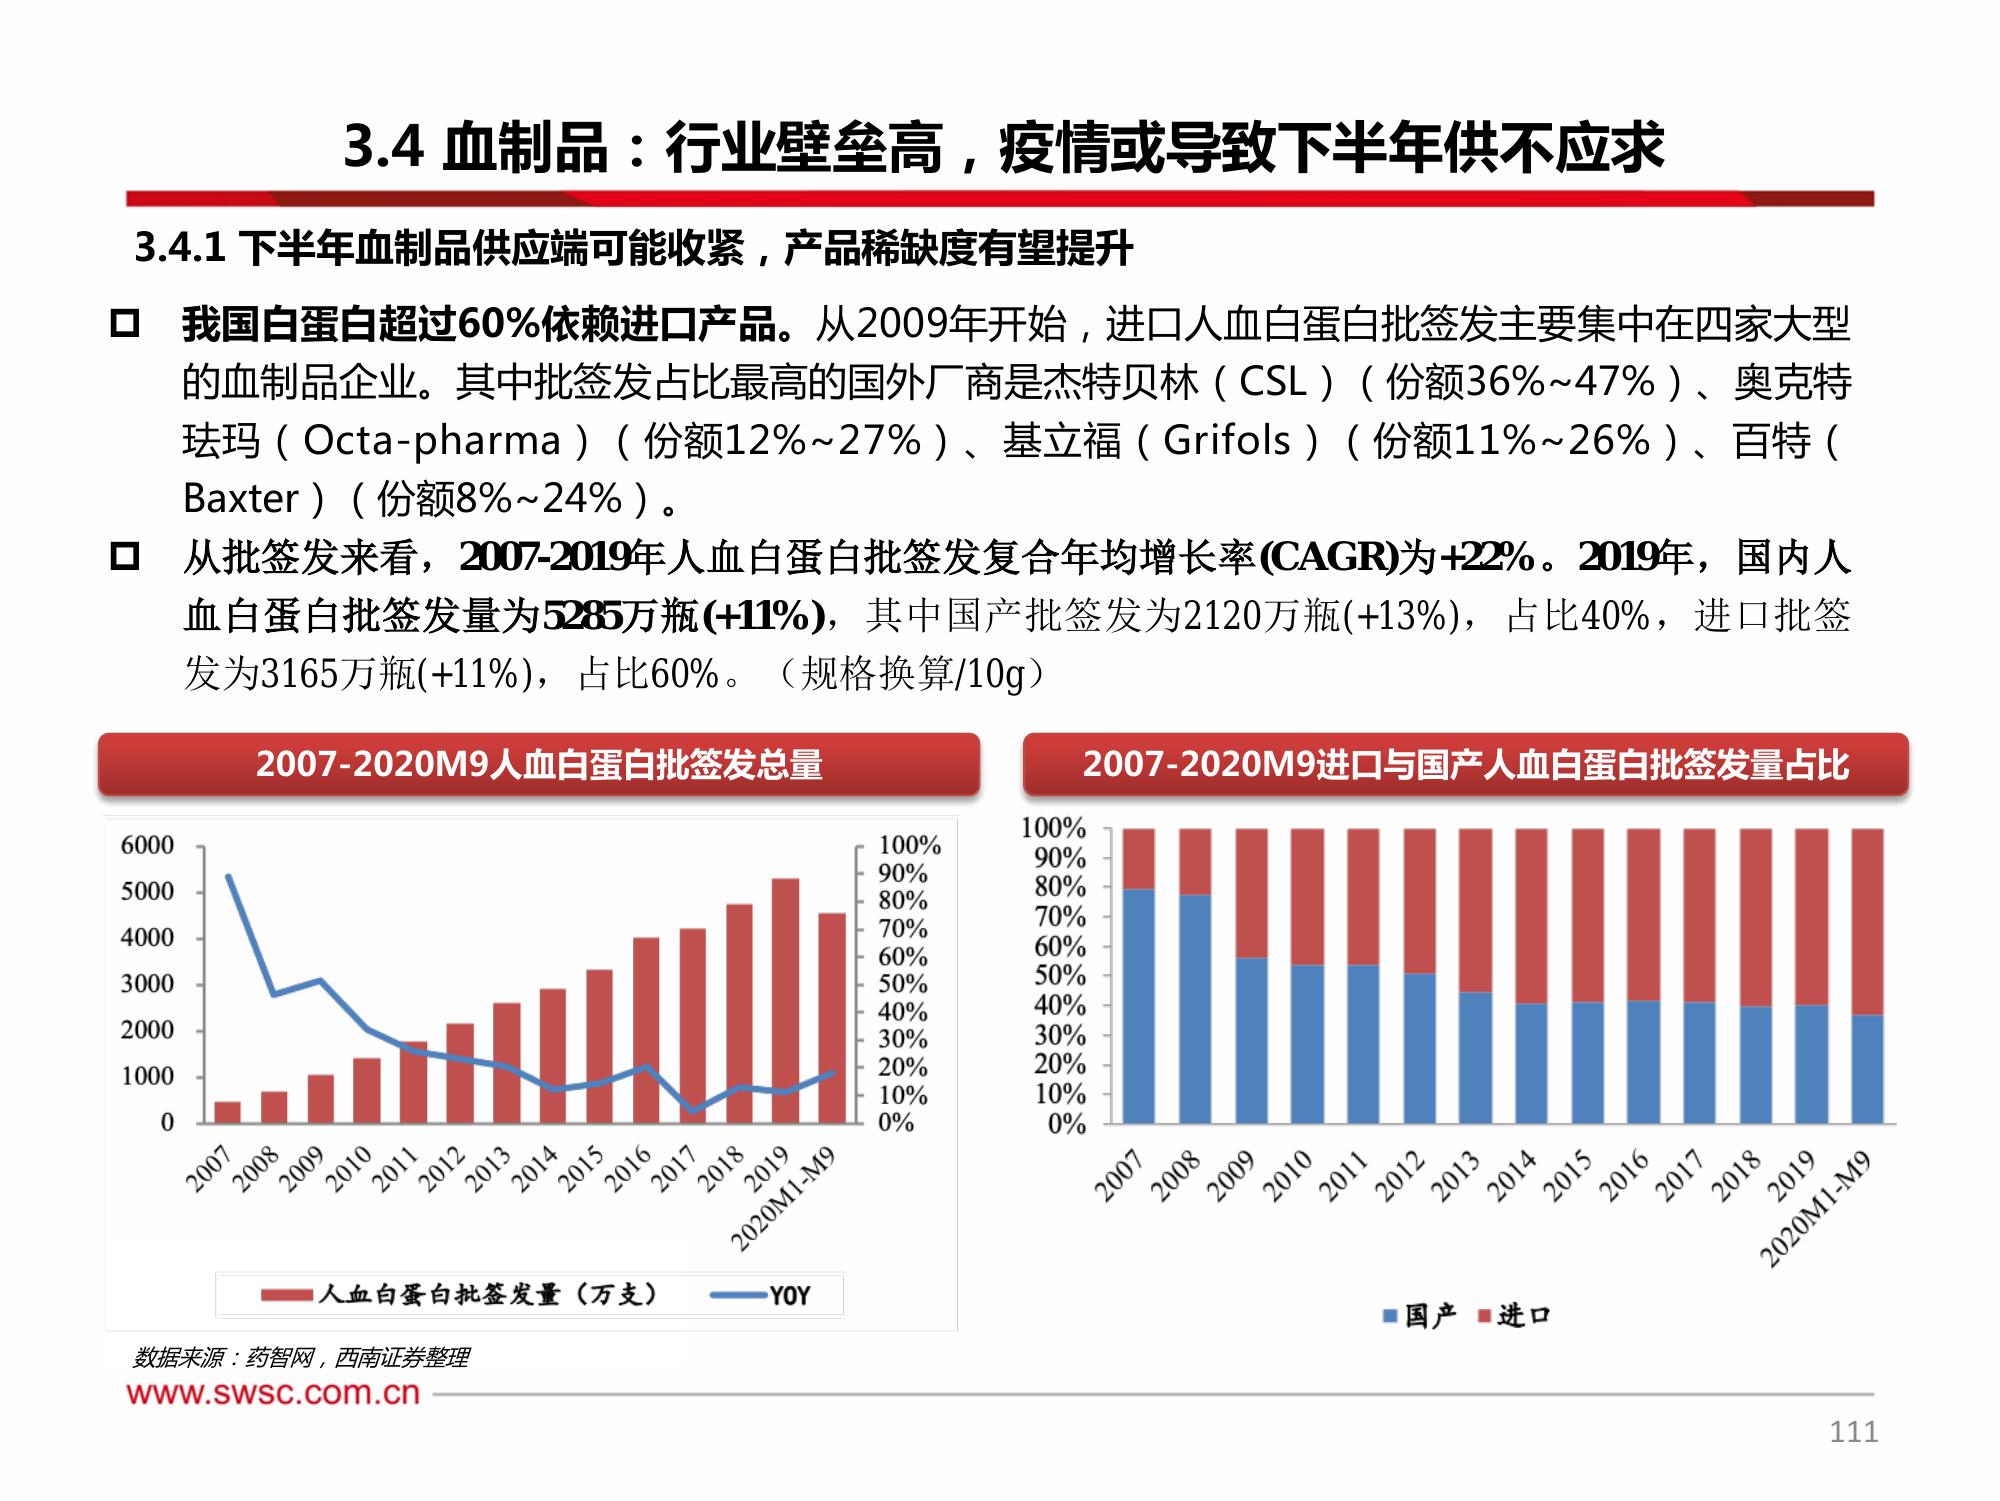 3.4 血制品：行业壁垒高，疫情或导致下半年供不应求
3.4.1 下半年血制品供应端可能收紧，产品稀缺度有望提升
我国白蛋白超过60%依赖进口产品。从2009年开始，进口人血白蛋白批签发主要集中在四家大型
的血制品企业。其中批签发占比最高的国外厂商是杰特贝林（CSL）（份额36%~47%）、奥克特
珐玛（Octa-pharma）（份额12%~27%）、基立福（Grifols）（份额11%~26%）、百特（
Baxter）（份额8%~24%）。
从批签发来看，2007-2019年人血白蛋白批签发复合年均增长率(CAGR)为+22%。2019年，国内人
血白蛋白批签发量为5285万瓶(+11%)，其中国产批签发为2120万瓶(+13%)，占比40%，进口批签
发为3165万瓶(+11%)，占比60%。（规格换算/10g）
2007-2020M9人血白蛋白批签发总量
6000
5000
4000
3000
2000
1000
0
100%
90%
80%
70%
60%
50%
40%
30%
20%
10%
0%
2007
2008
2009
2010
2011
2012
2013
2014
2015
2016
2017
2018
2019
2020M1-M9
人血白蛋白批签发量（万支）
YOY
2007-2020M9进口与国产人血白蛋白批签发量占比
100%
90%
80%
70%
60%
50%
40%
30%
20%
10%
0%
2007
2008
2009
2010
2011
2012
2013
2014
2015
2016
2017
2018
2019
2020M1-M9
国产
进口
数据来源：药智网，西南证券整理
www.swsc.com.cn
111